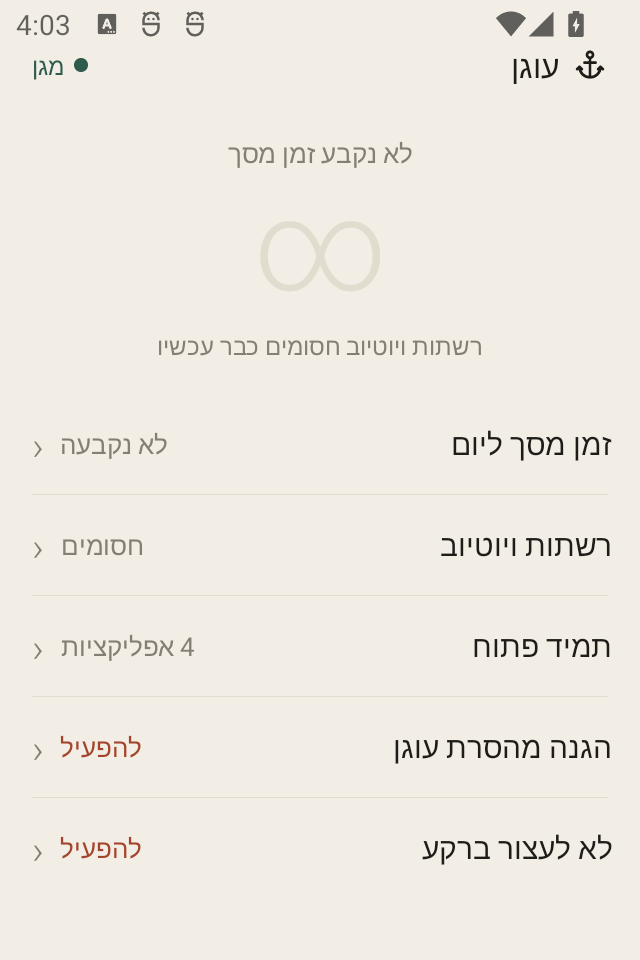 4:03
עוגן
מגן
לא נקבע זמן מסך
∞
רשתות ויוטיוב חסומים כבר עכשיו
זמן מסך ליום
לא נקבעה
רשתות ויוטיוב
חסומים
תמיד פתוח
4 אפליקציות
הגנה מהסרת עוגן
להפעיל
לא לעצור ברקע
להפעיל